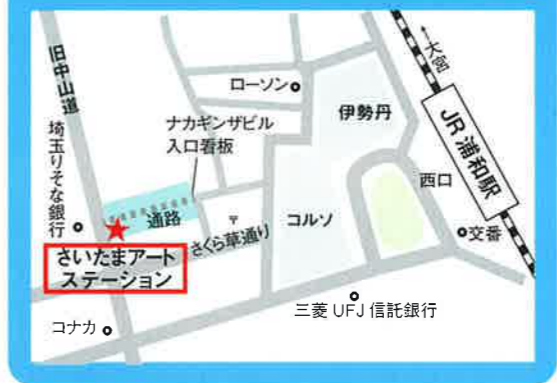 ←大宮
JR浦和駅
旧中山道
ローソン
伊勢丹
ナカギンザビル
入口看板
埼玉りそな銀行
西口
通路
〒
コルソ
交番
さくら草通り
さいたまアート
ステーション
三菱UFJ信託銀行
コナカ